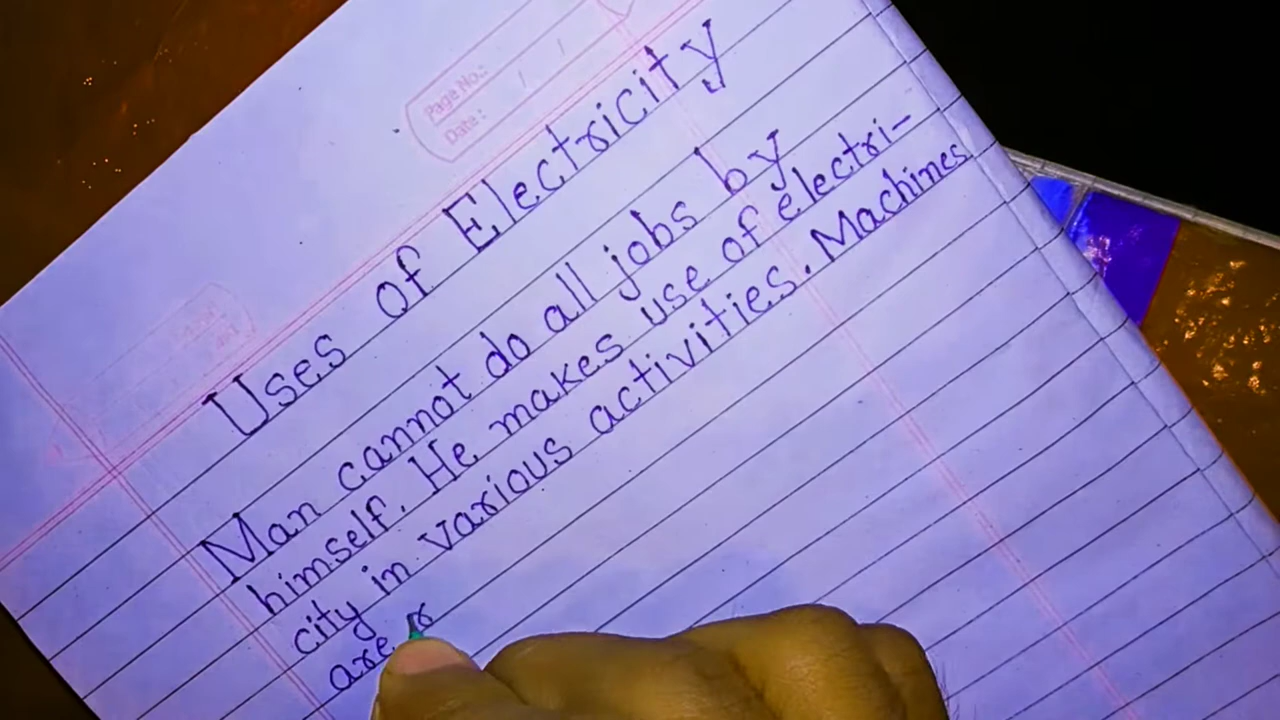 Page No.:
Date:
Uses of Electricity
Man cannot do all jobs by
himself. He makes use of electri-
city in various activities. Machines
are r